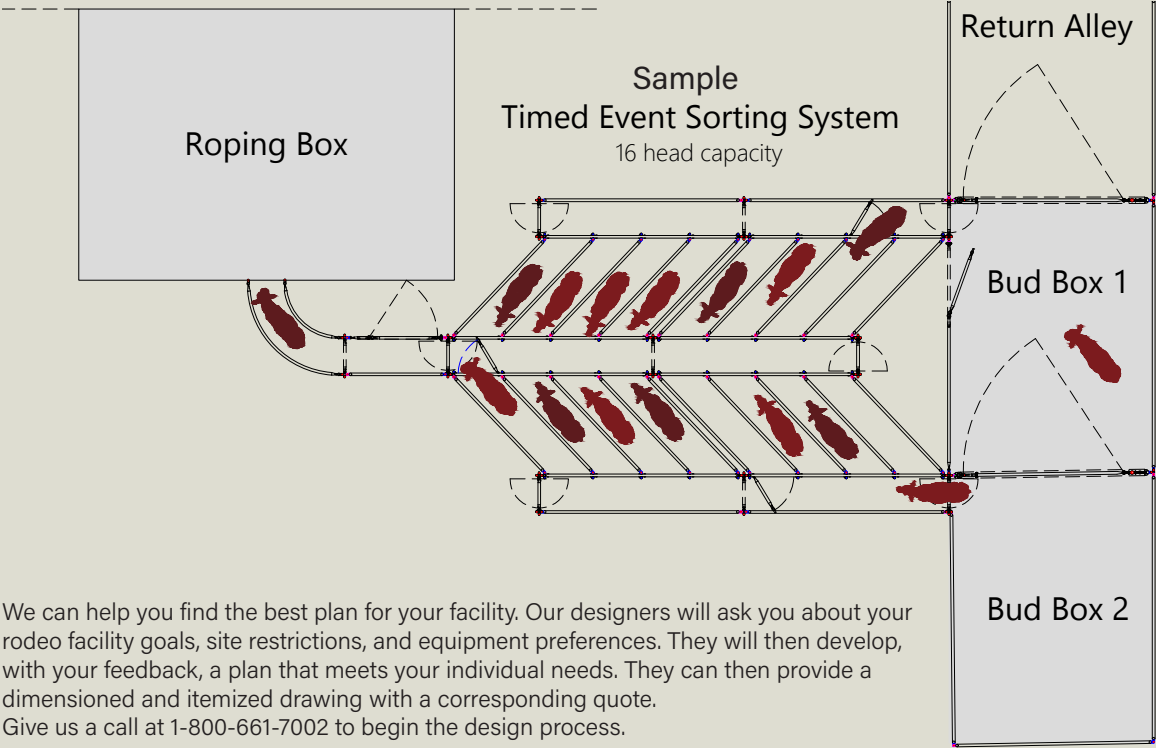 Return Alley
Sample
Timed Event Sorting System
16 head capacity
Roping Box
Bud Box 1
Bud Box 2
We can help you find the best plan for your facility. Our designers will ask you about your
rodeo facility goals, site restrictions, and equipment preferences. They will then develop,
with your feedback, a plan that meets your individual needs. They can then provide a
dimensioned and itemized drawing with a corresponding quote.
Give us a call at 1-800-661-7002 to begin the design process.